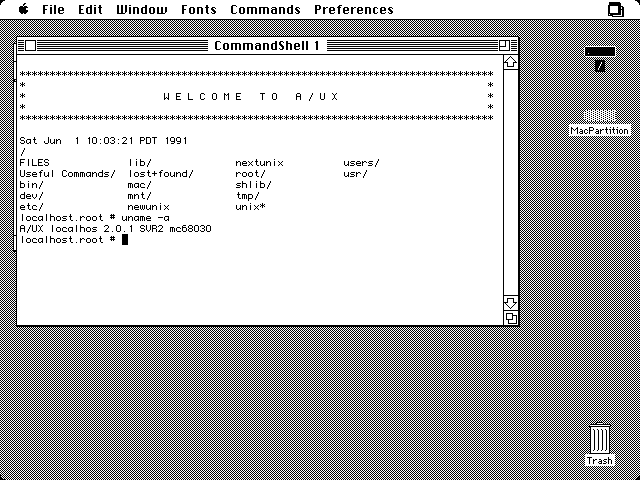 File Edit Window Fonts Commands Preferences
CommandShell 1
********************************************************************************
* *
* W E L C O M E   T O   A / U X *
* *
********************************************************************************
Sat Jun  1 10:03:21 PDT 1991
/
FILES lib/ nextunix users/
Useful Commands/ lost+found/ root/ usr/
bin/ mac/ shlib/
dev/ mnt/ tmp/
etc/ newunix unix*
localhost.root # uname -a
A/UX localhos 2.0.1 SVR2 mc68030
localhost.root #
/
MacPartition
Trash